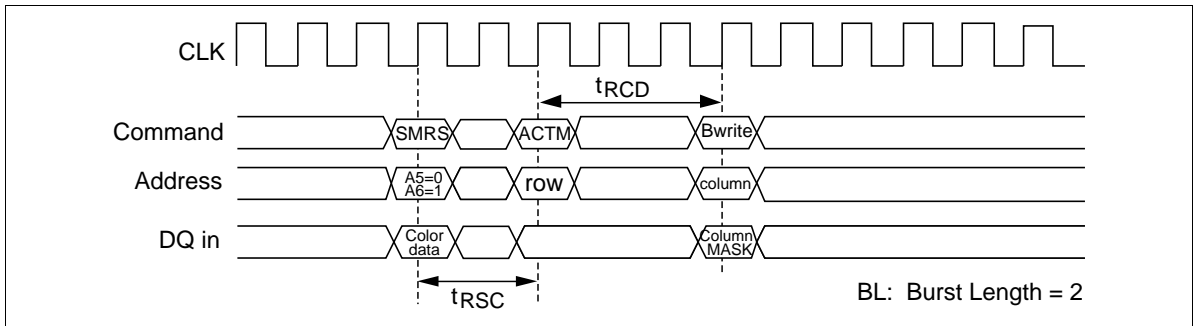 CLK
tRCD
Command
SMRS
ACTM
Bwrite
Address
A5=0
A6=1
row
column
DQ in
Color
data
Column
MASK
tRSC
BL: Burst Length = 2